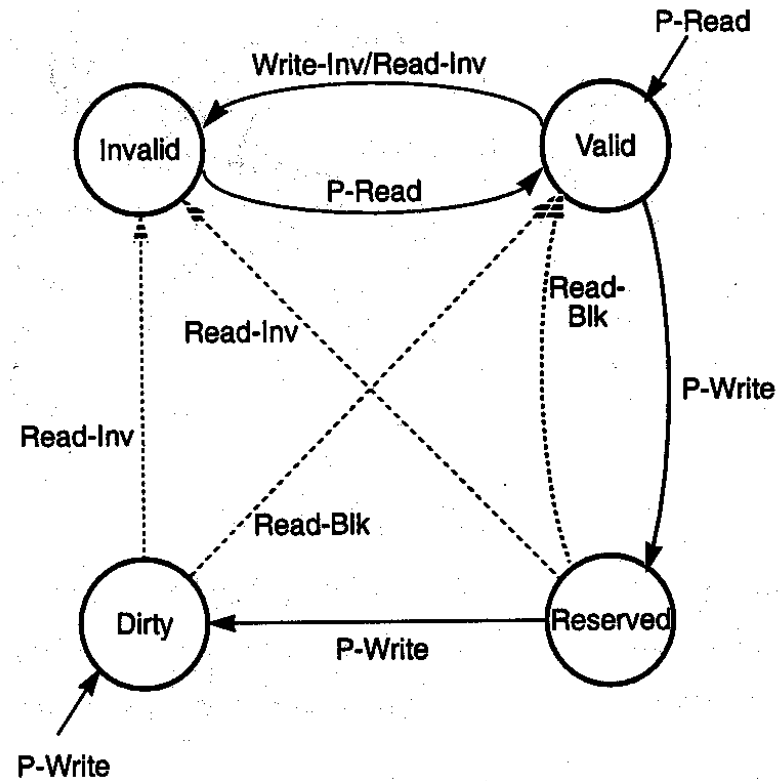 P-Read
Write-Inv/Read-Inv
Invalid
Valid
P-Read
Read-
Blk
Read-Inv
P-Write
Read-Inv
Read-Blk
Dirty
Reserved
P-Write
P-Write